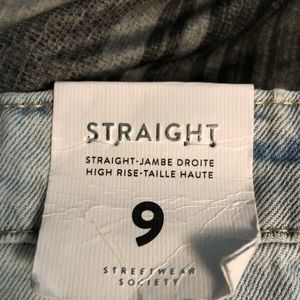 STRAIGHT
STRAIGHT-JAMBE DROITE
HIGH RISE-TAILLE HAUTE
9
STREETWEAR
SOCIETY